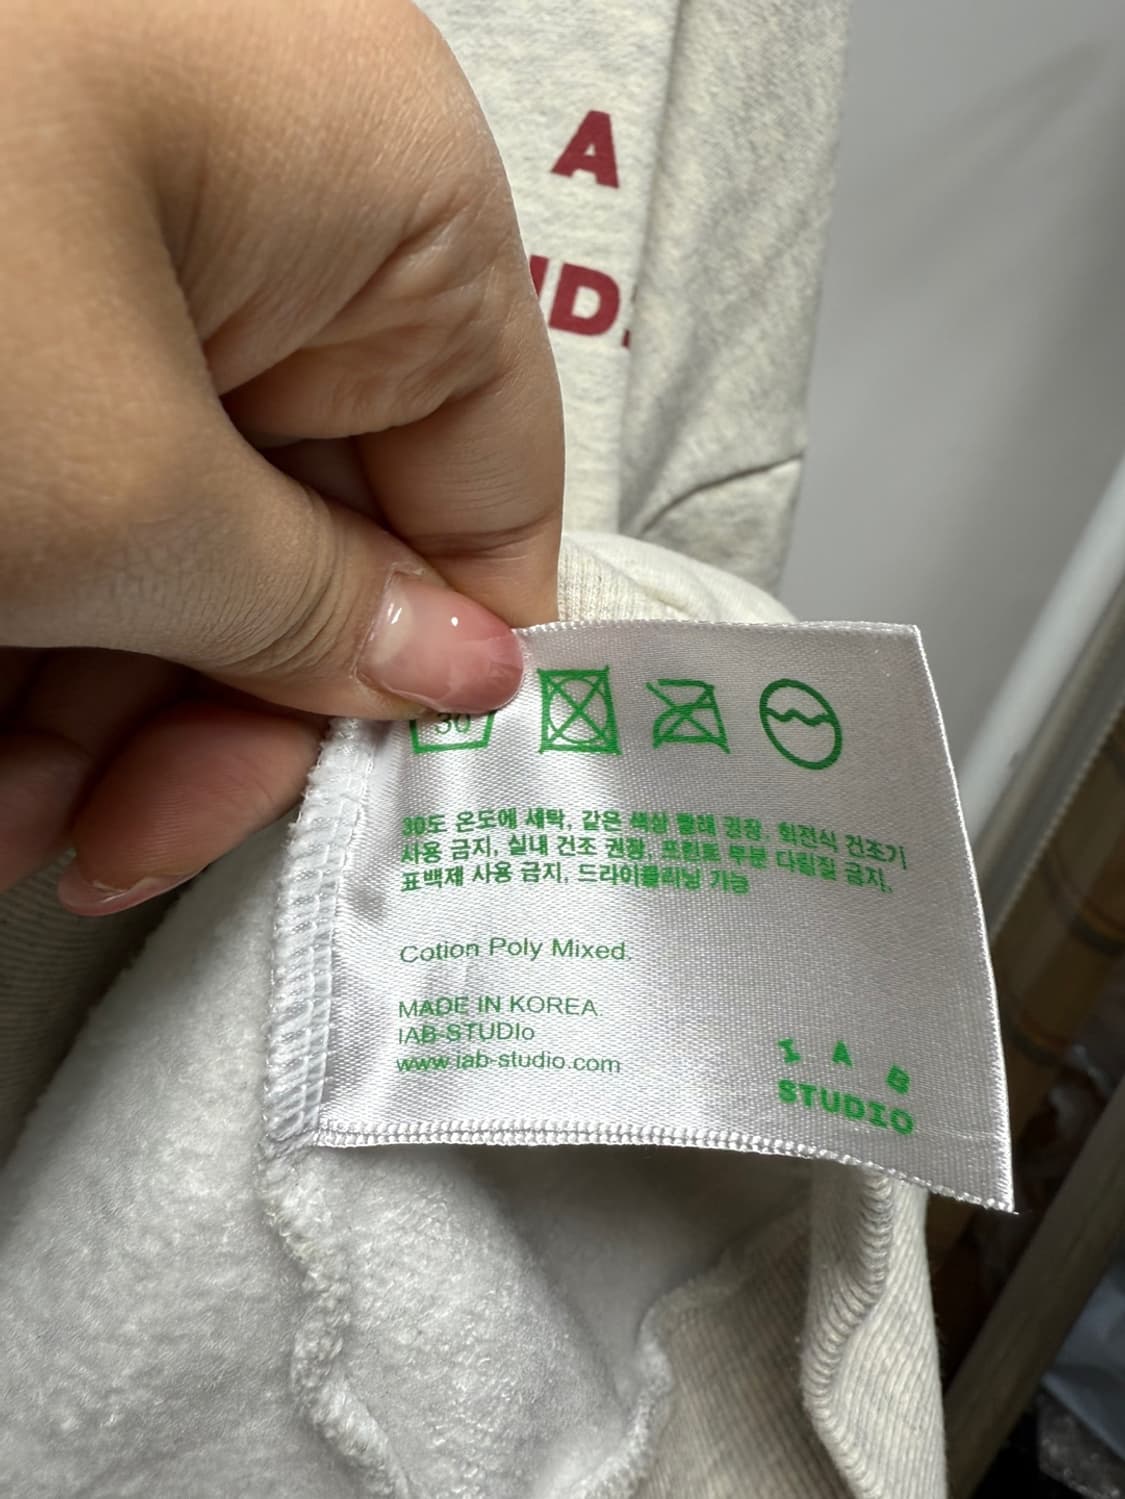 A
ND.
30
30도 온도에 세탁, 같은 색상 빨래 권장, 회전식 건조기
사용 금지, 실내 건조 권장, 프린트 부분 다림질 금지,
표백제 사용 금지, 드라이클리닝 가능
Cotion Poly Mixed.
MADE IN KOREA.
IAB-STUDIo
www.iab-studio.com
I A B
STUDIO